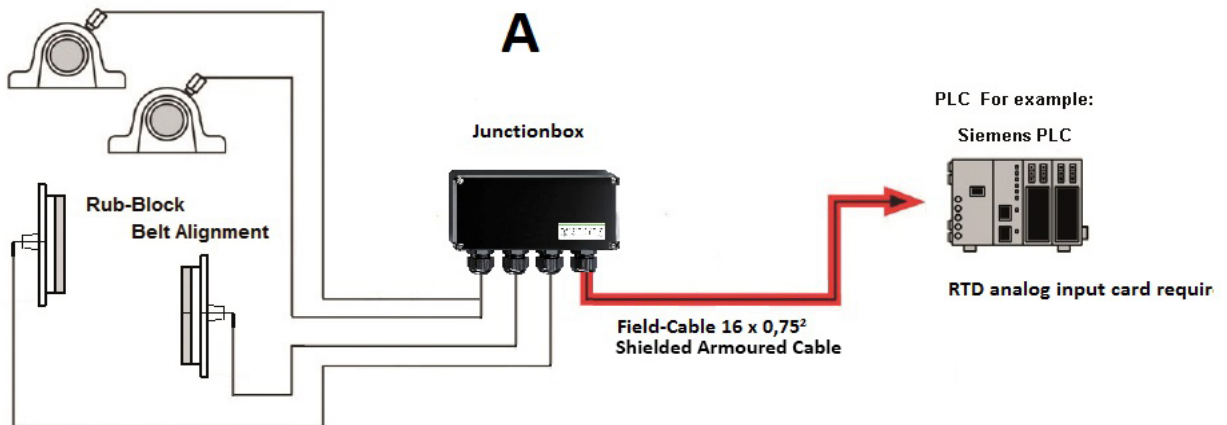 A
PLC For example:
Siemens PLC
Junctionbox
Rub-Block
Belt Alignment
RTD analog input card requir
Field-Cable 16 x 0,75²
Shielded Armoured Cable